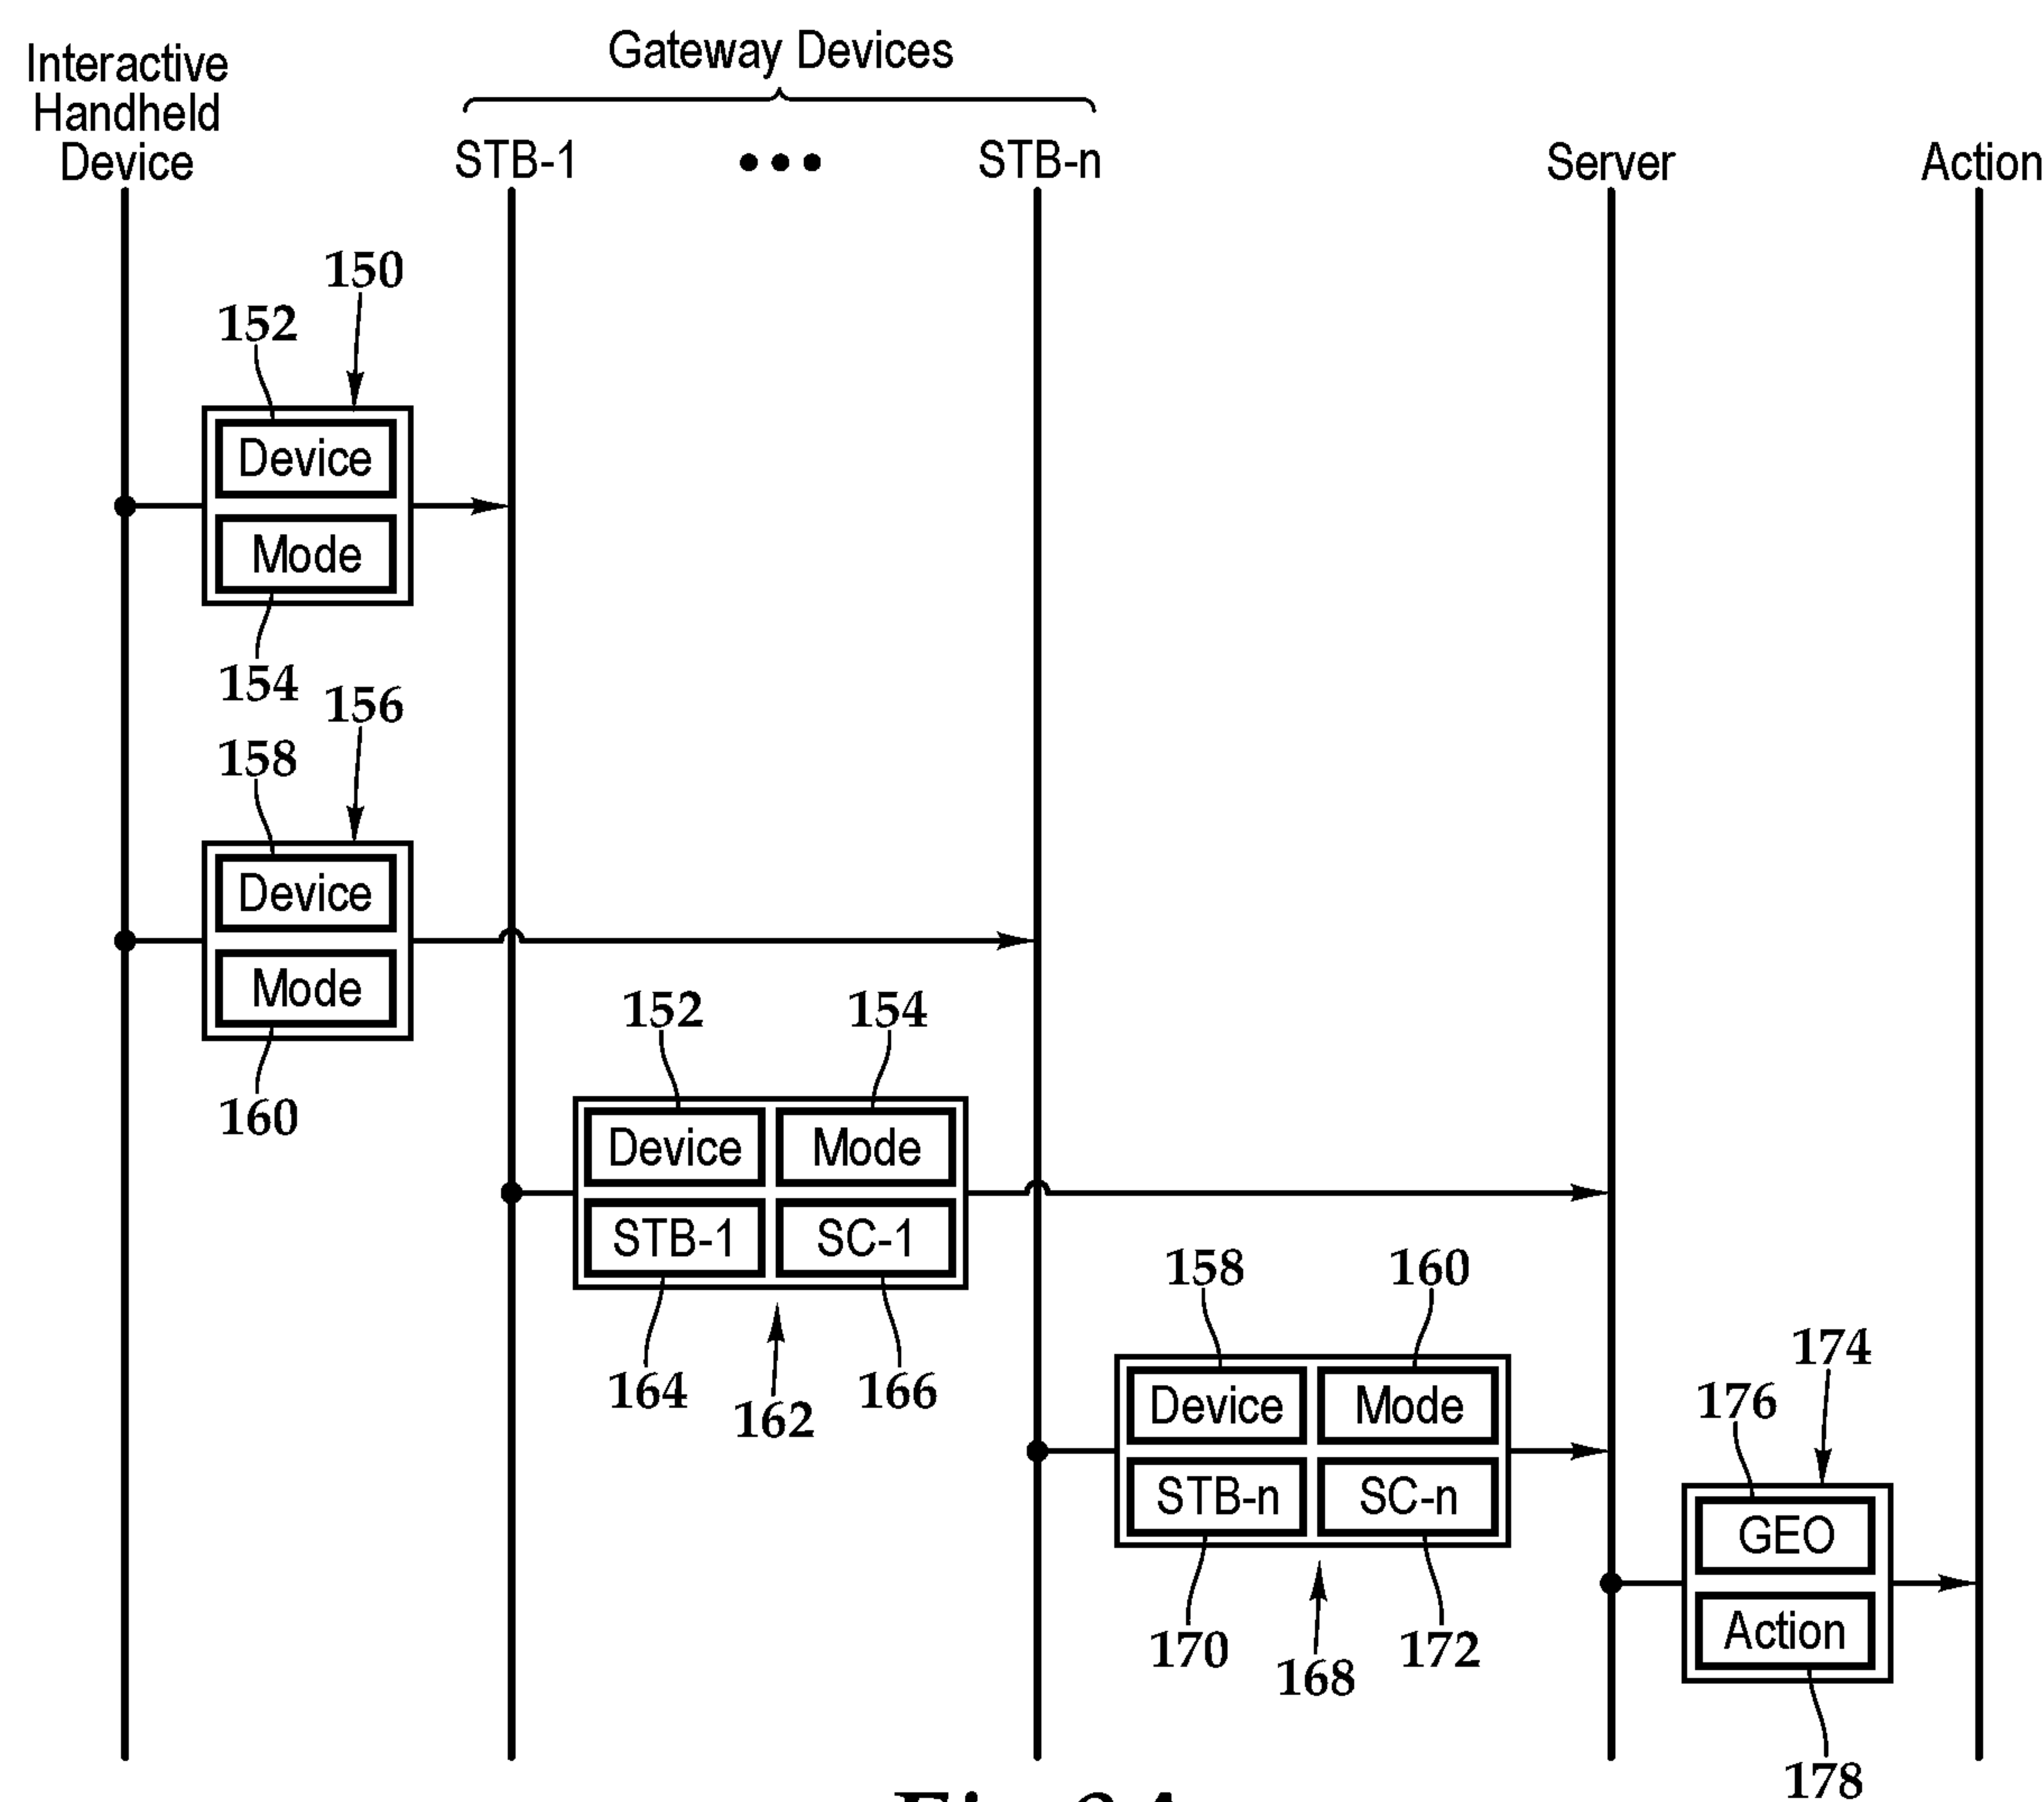 Interactive
Handheld
Device
Gateway Devices
STB-1
STB-n
Server
Action
150
152
Device
Mode
154
156
158
Device
Mode
160
152
154
Device
Mode
STB-1
SC-1
164
162
166
158
160
Device
Mode
STB-n
SC-n
170
168
172
174
176
GEO
Action
178